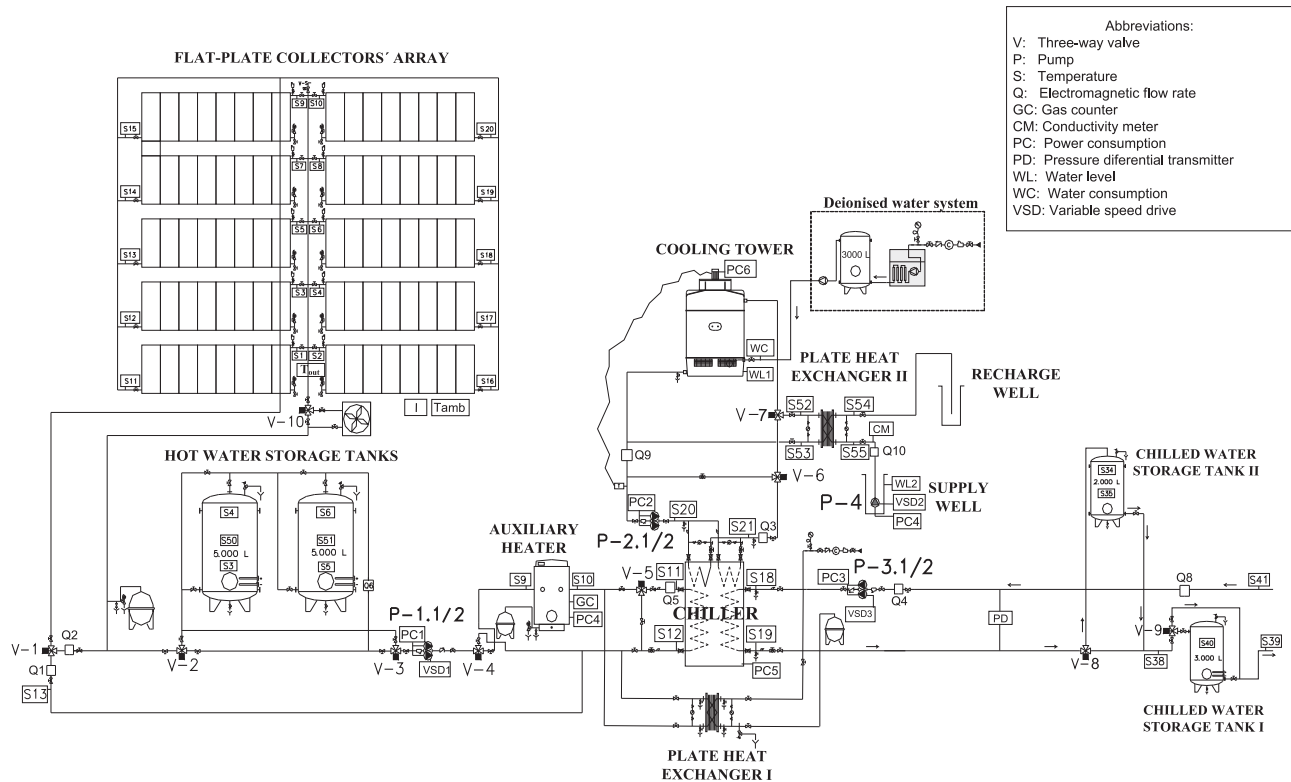 Abbreviations:
V: Three-way valve
P: Pump
S: Temperature
Q: Electromagnetic flow rate
GC: Gas counter
CM: Conductivity meter
PC: Power consumption
PD: Pressure diferential transmitter
WL: Water level
WC: Water consumption
VSD: Variable speed drive
FLAT-PLATE COLLECTORS´ ARRAY
S9 S10
S15
S20
S7 S8
S14
S19
S5 S6
S13
S18
S3 S4
S12
S17
S1 S2
Tout
S11
S16
I
Tamb
V-10
Deionised water system
3000 L
COOLING TOWER
PC6
WC
WL1
PLATE HEAT
EXCHANGER II
RECHARGE
WELL
V-7
S52
S54
CM
S53
S55
Q10
Q9
V-6
WL2
VSD2
PC4
P-4
SUPPLY
WELL
PC2
S20
P-2.1/2
S21
Q3
HOT WATER STORAGE TANKS
S4
S50
5.000 L
S3
S6
S51
5.000 L
S5
Q6
AUXILIARY
HEATER
S9
S10
GC
PC4
V-5
S11
Q5
S12
CHILLER
S18
S19
PC5
PC3
P-3.1/2
VSD3
Q4
PD
CHILLED WATER
STORAGE TANK II
S34
2.000 L
S35
Q8
S41
V-1
Q2
Q1
S13
V-2
P-1.1/2
PC1
V-3
VSD1
V-4
V-8
V-9
S38
S40
3.000 L
S39
CHILLED WATER
STORAGE TANK I
PLATE HEAT
EXCHANGER I